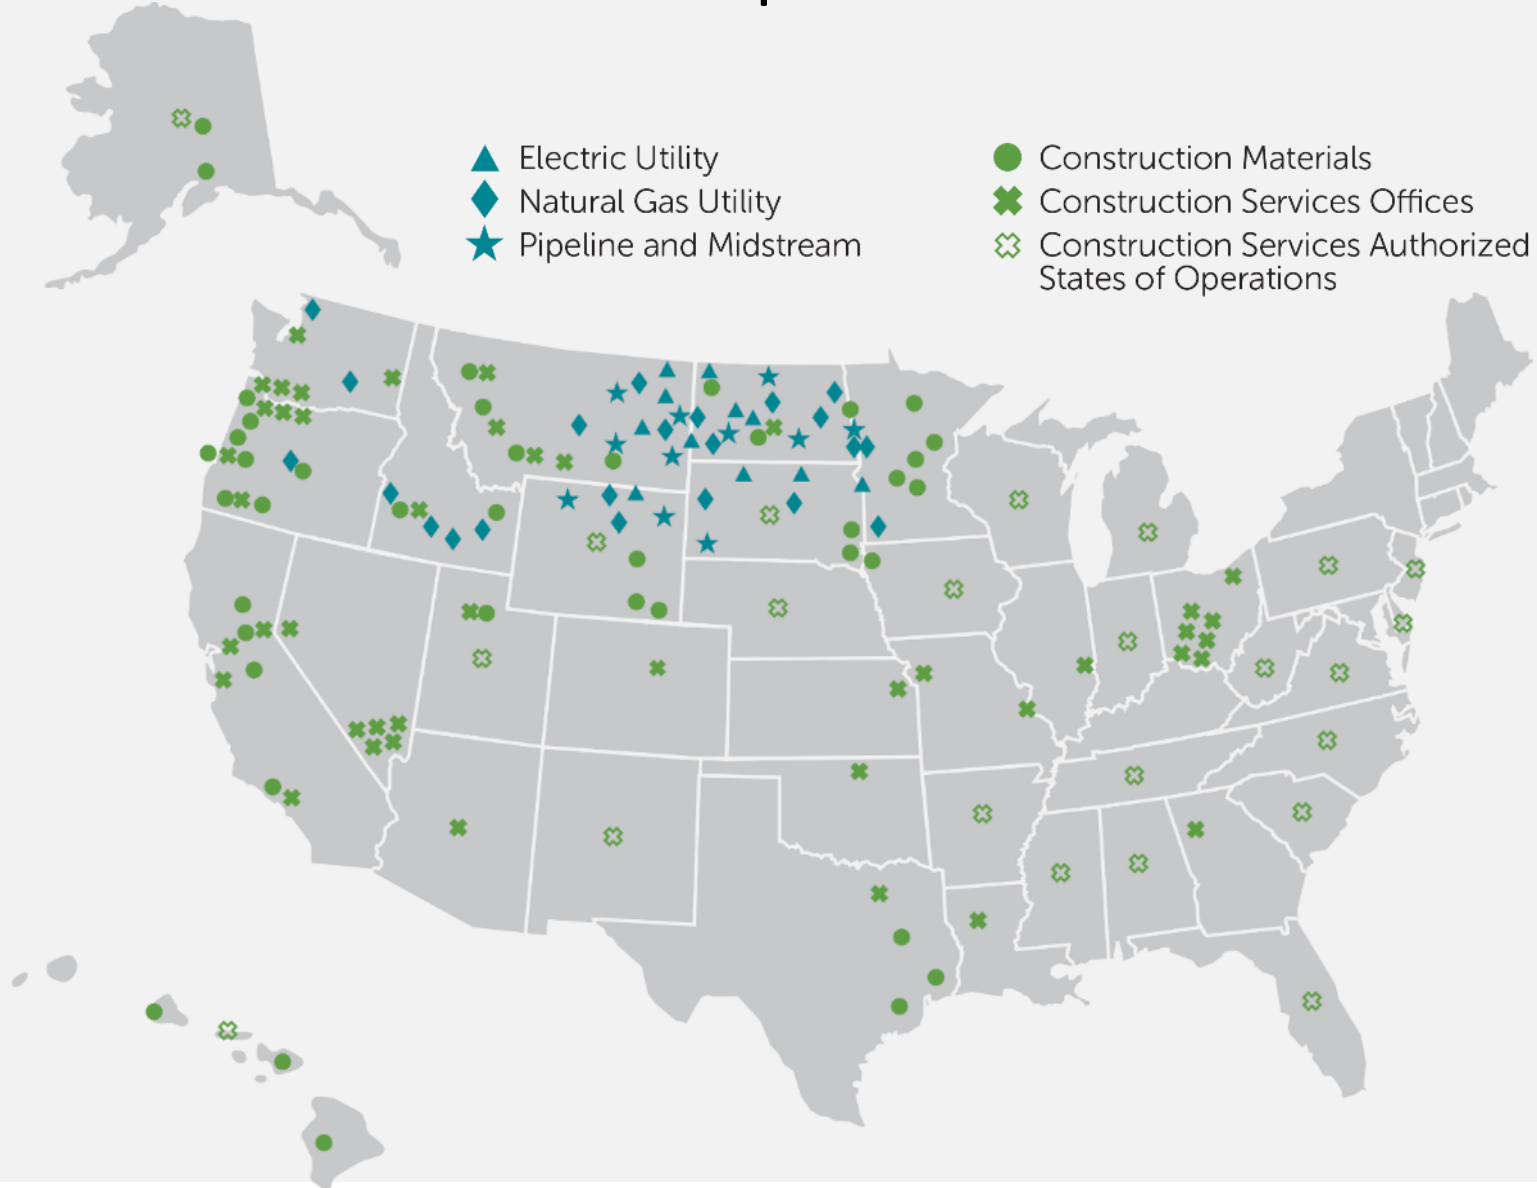 Electric Utility
Natural Gas Utility
Pipeline and Midstream
Construction Materials
Construction Services Offices
Construction Services Authorized
States of Operations